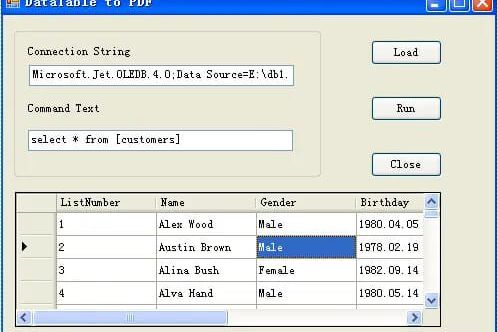 Datatable to PDF
Connection String
Microsoft.Jet.OLEDB.4.0;Data Source=E:\db1.
Load
Command Text
Run
select * from [customers]
Close
ListNumber Name Gender Birthday
1 Alex Wood Male 1980.04.05
2 Austin Brown Male 1978.02.19
3 Alina Bush Female 1982.09.14
4 Alva Hand Male 1980.05.14